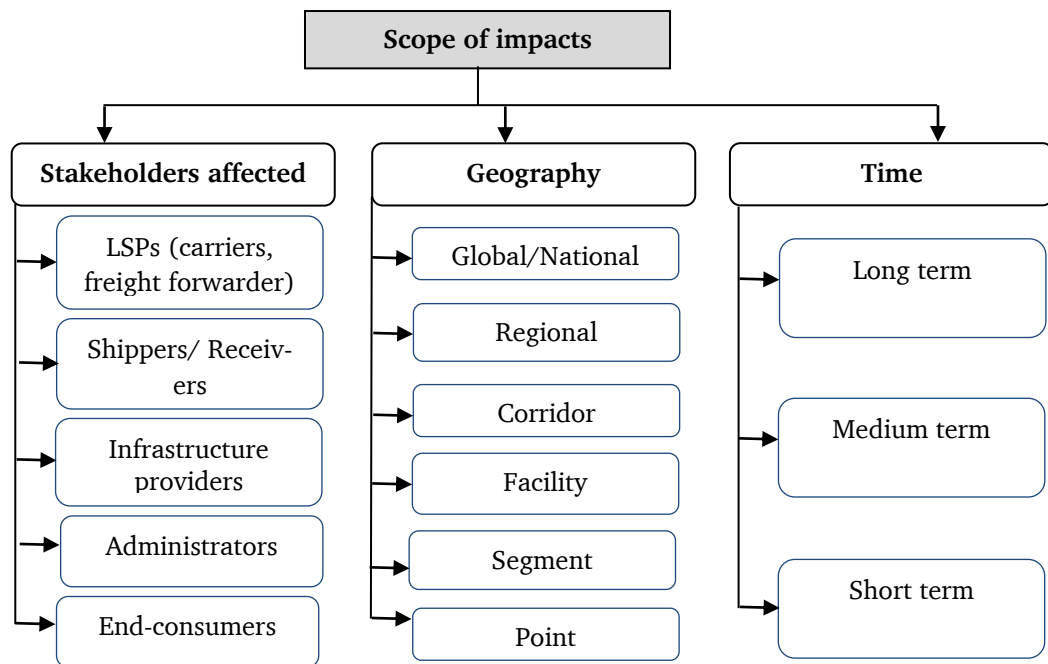 Scope of impacts
Stakeholders affected
LSPs (carriers,
freight forwarder)
Shippers/ Receiv-
ers
Infrastructure
providers
Administrators
End-consumers
Geography
Global/National
Regional
Corridor
Facility
Segment
Point
Time
Long term
Medium term
Short term